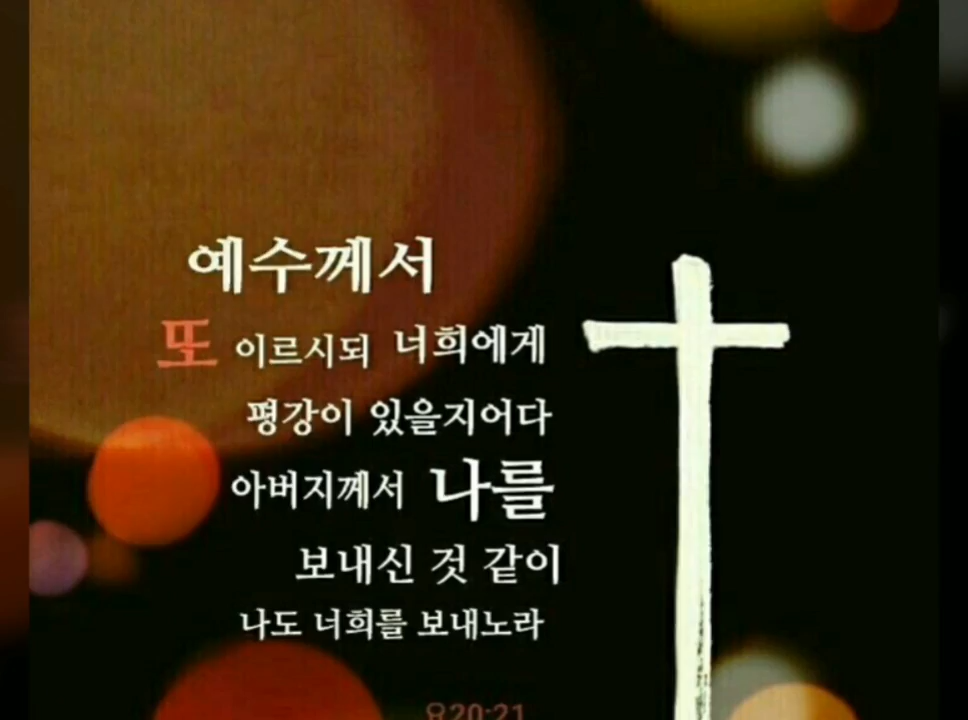 예수께서
또 이르시되 너희에게
평강이 있을지어다
아버지께서 나를
보내신 것 같이
나도 너희를 보내노라
요20:21